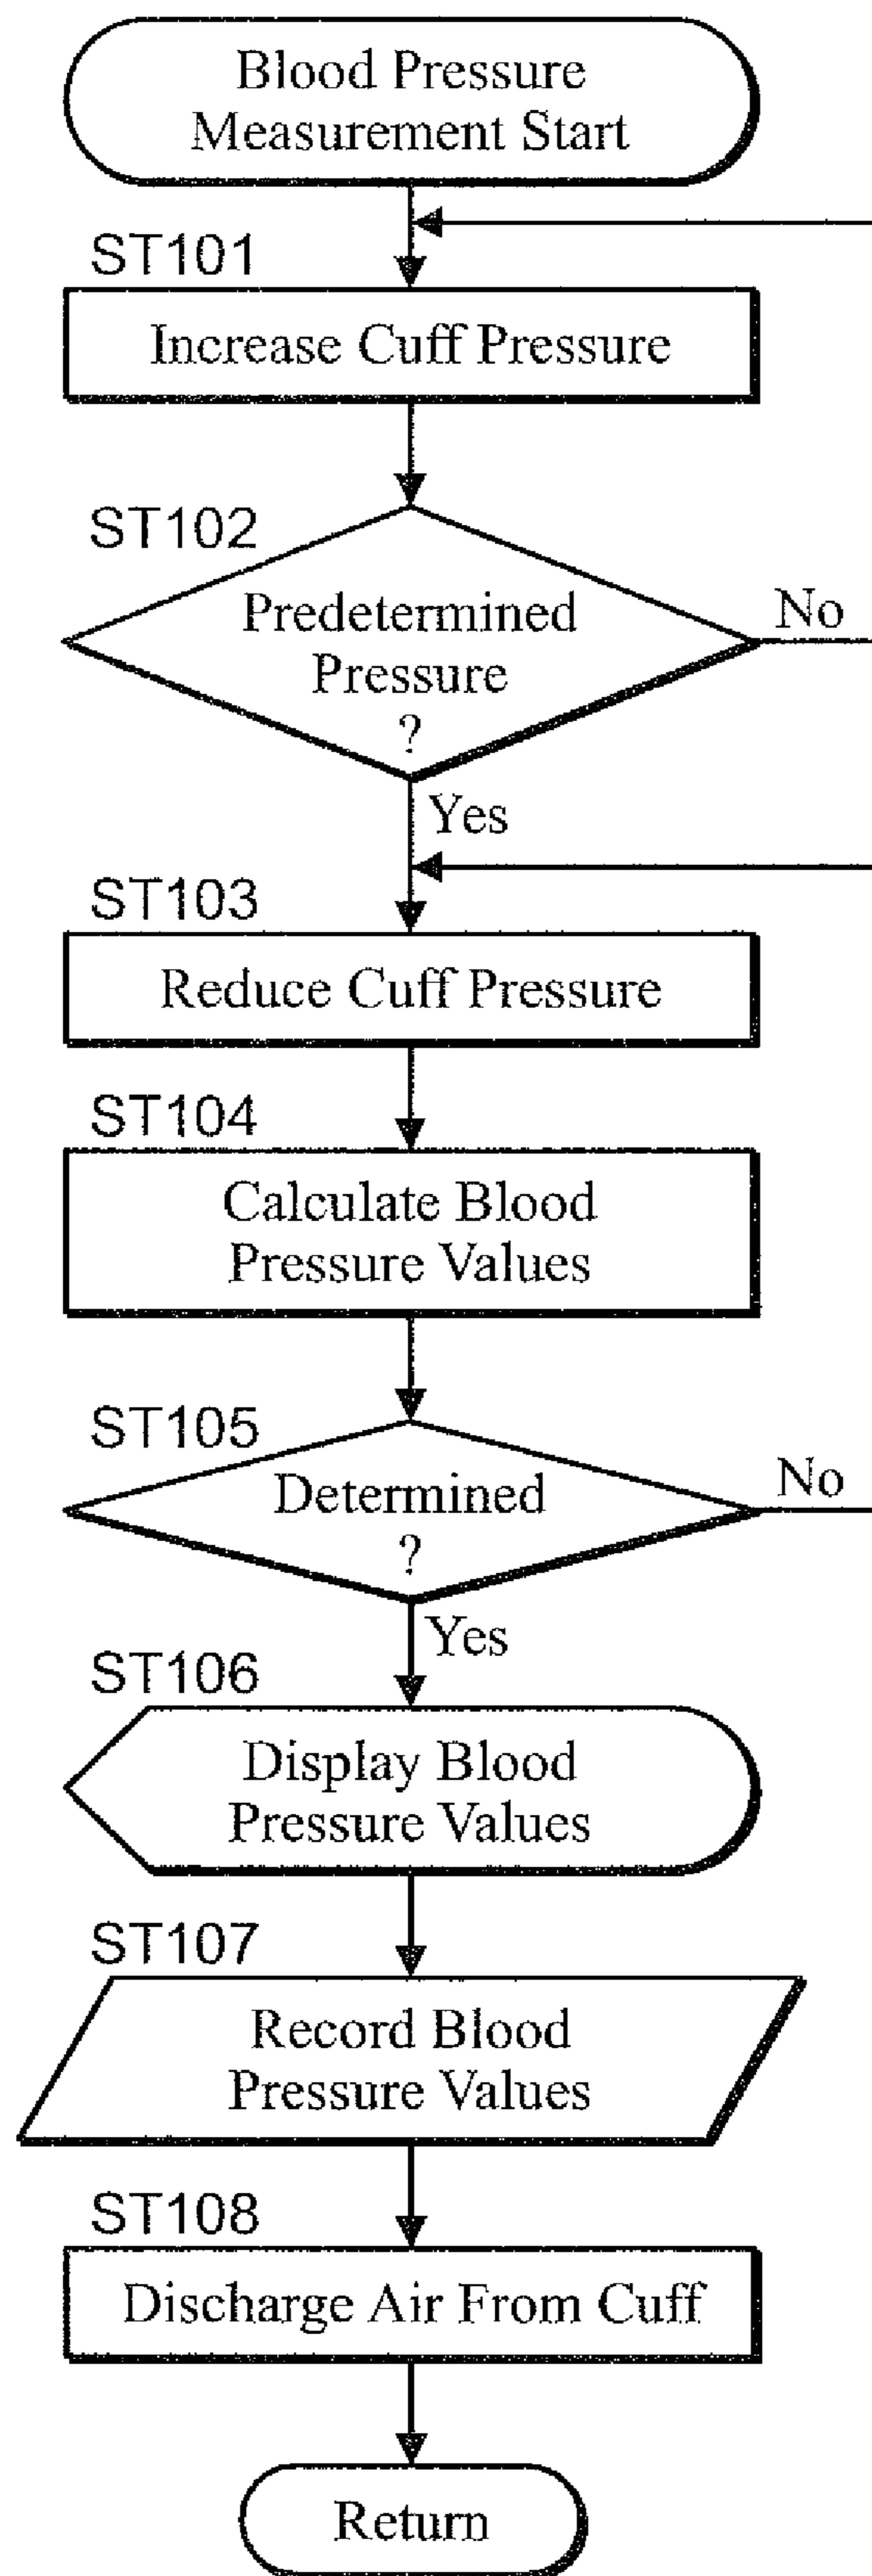 Blood Pressure
Measurement Start
ST101
Increase Cuff Pressure
ST102
Predetermined
Pressure
?
No
Yes
ST103
Reduce Cuff Pressure
ST104
Calculate Blood
Pressure Values
ST105
Determined
?
No
Yes
ST106
Display Blood
Pressure Values
ST107
Record Blood
Pressure Values
ST108
Discharge Air From Cuff
Return